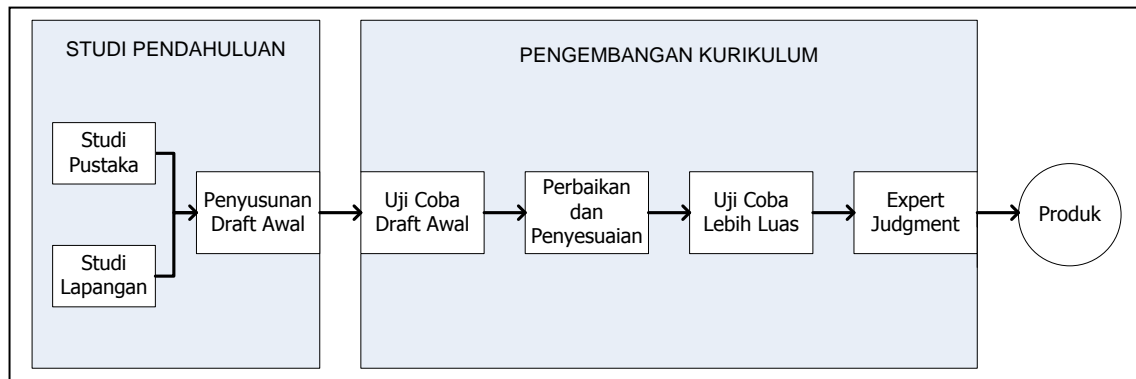 STUDI PENDAHULUAN
Studi
Pustaka
Studi
Lapangan
Penyusunan
Draft Awal
PENGEMBANGAN KURIKULUM
Uji Coba
Draft Awal
Perbaikan
dan
Penyesuaian
Uji Coba
Lebih Luas
Expert
Judgment
Produk